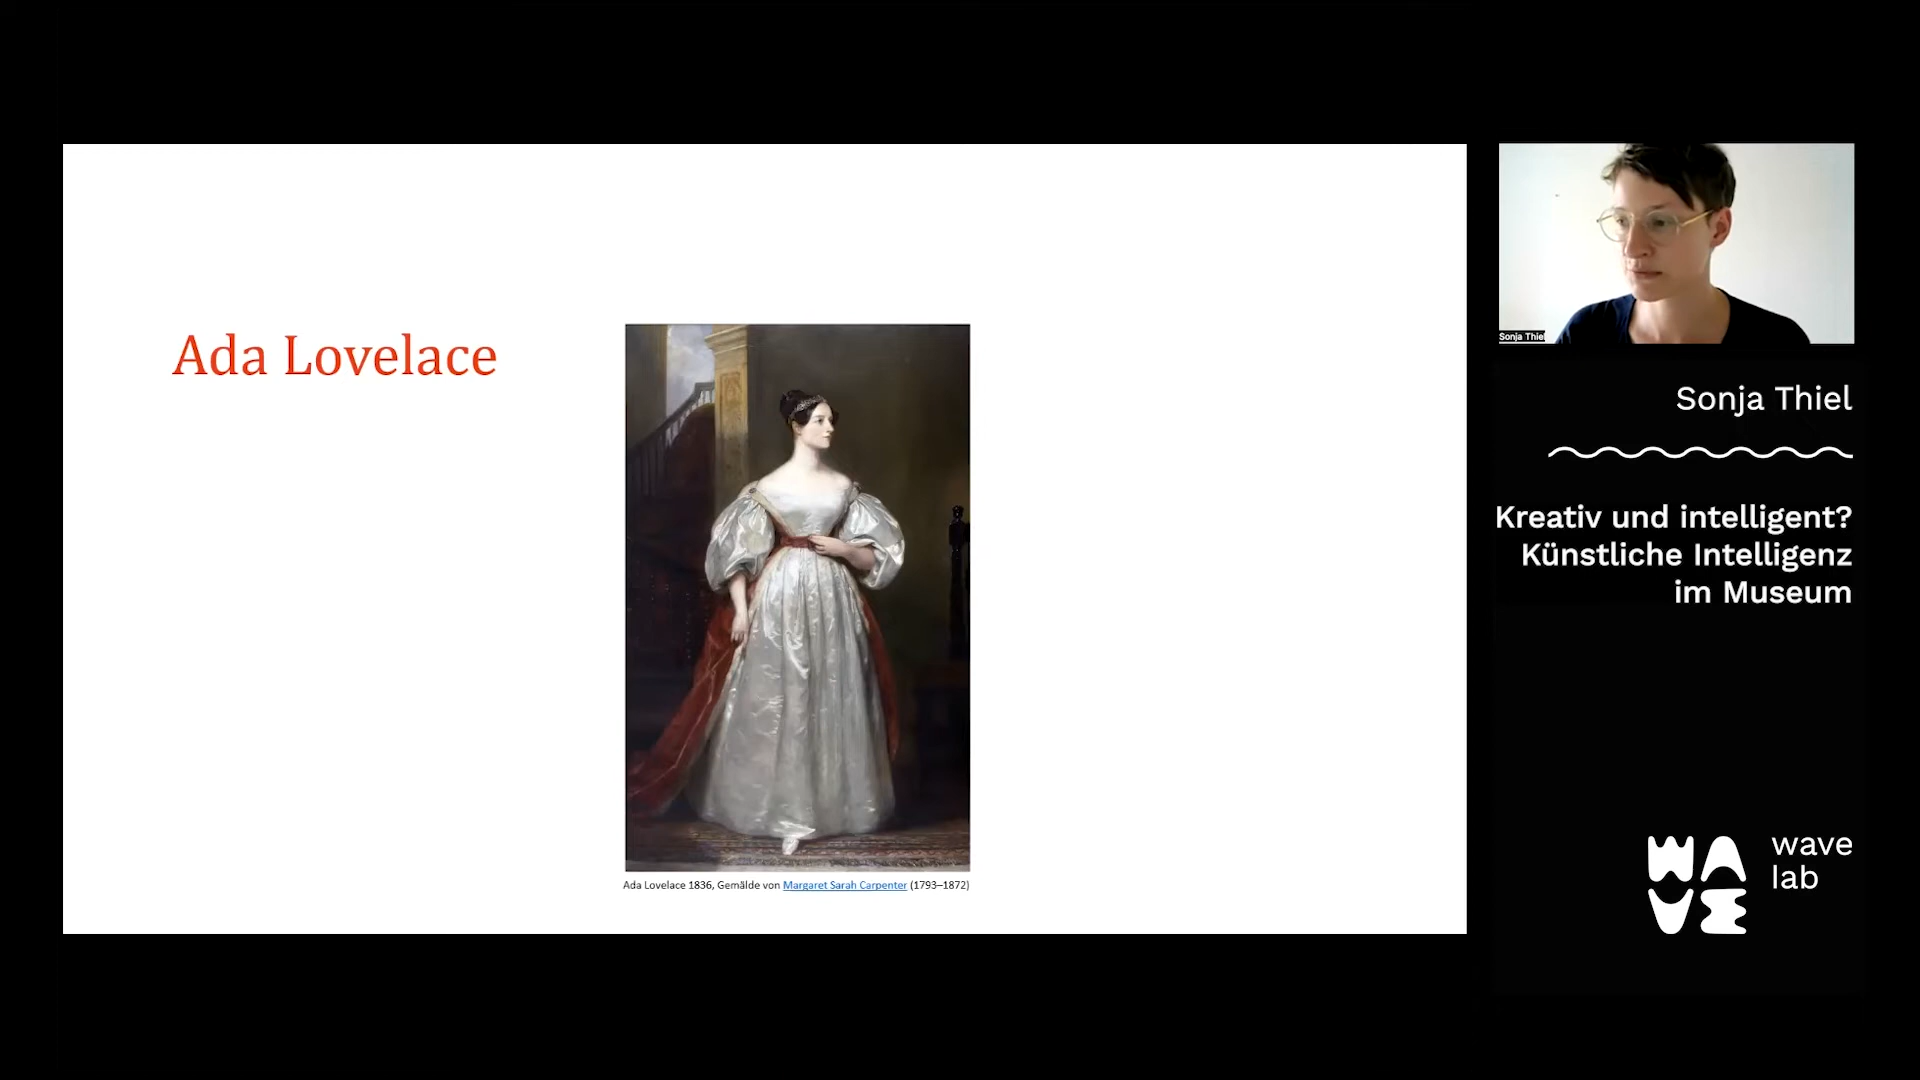 Ada Lovelace
Ada Lovelace 1836, Gemälde von Margaret Sarah Carpenter (1793–1872)
Sonja Thiel
Sonja Thiel
Kreativ und intelligent?
Künstliche Intelligenz
im Museum
WAVE
wave
lab